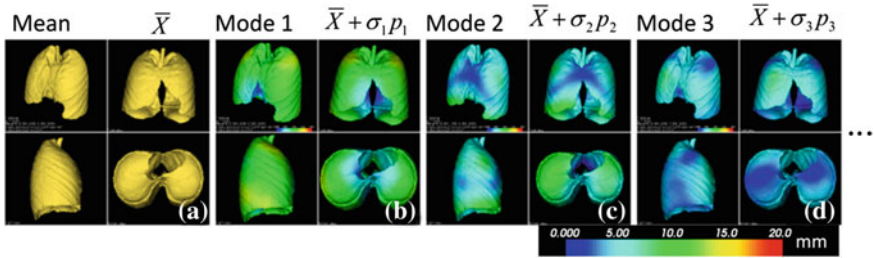 Mean X̄ Mode 1 X̄ + σ₁p₁ Mode 2 X̄ + σ₂p₂ Mode 3 X̄ + σ₃p₃
...
(a) (b) (c) (d)
0.000 5.00 10.0 15.0 20.0 mm